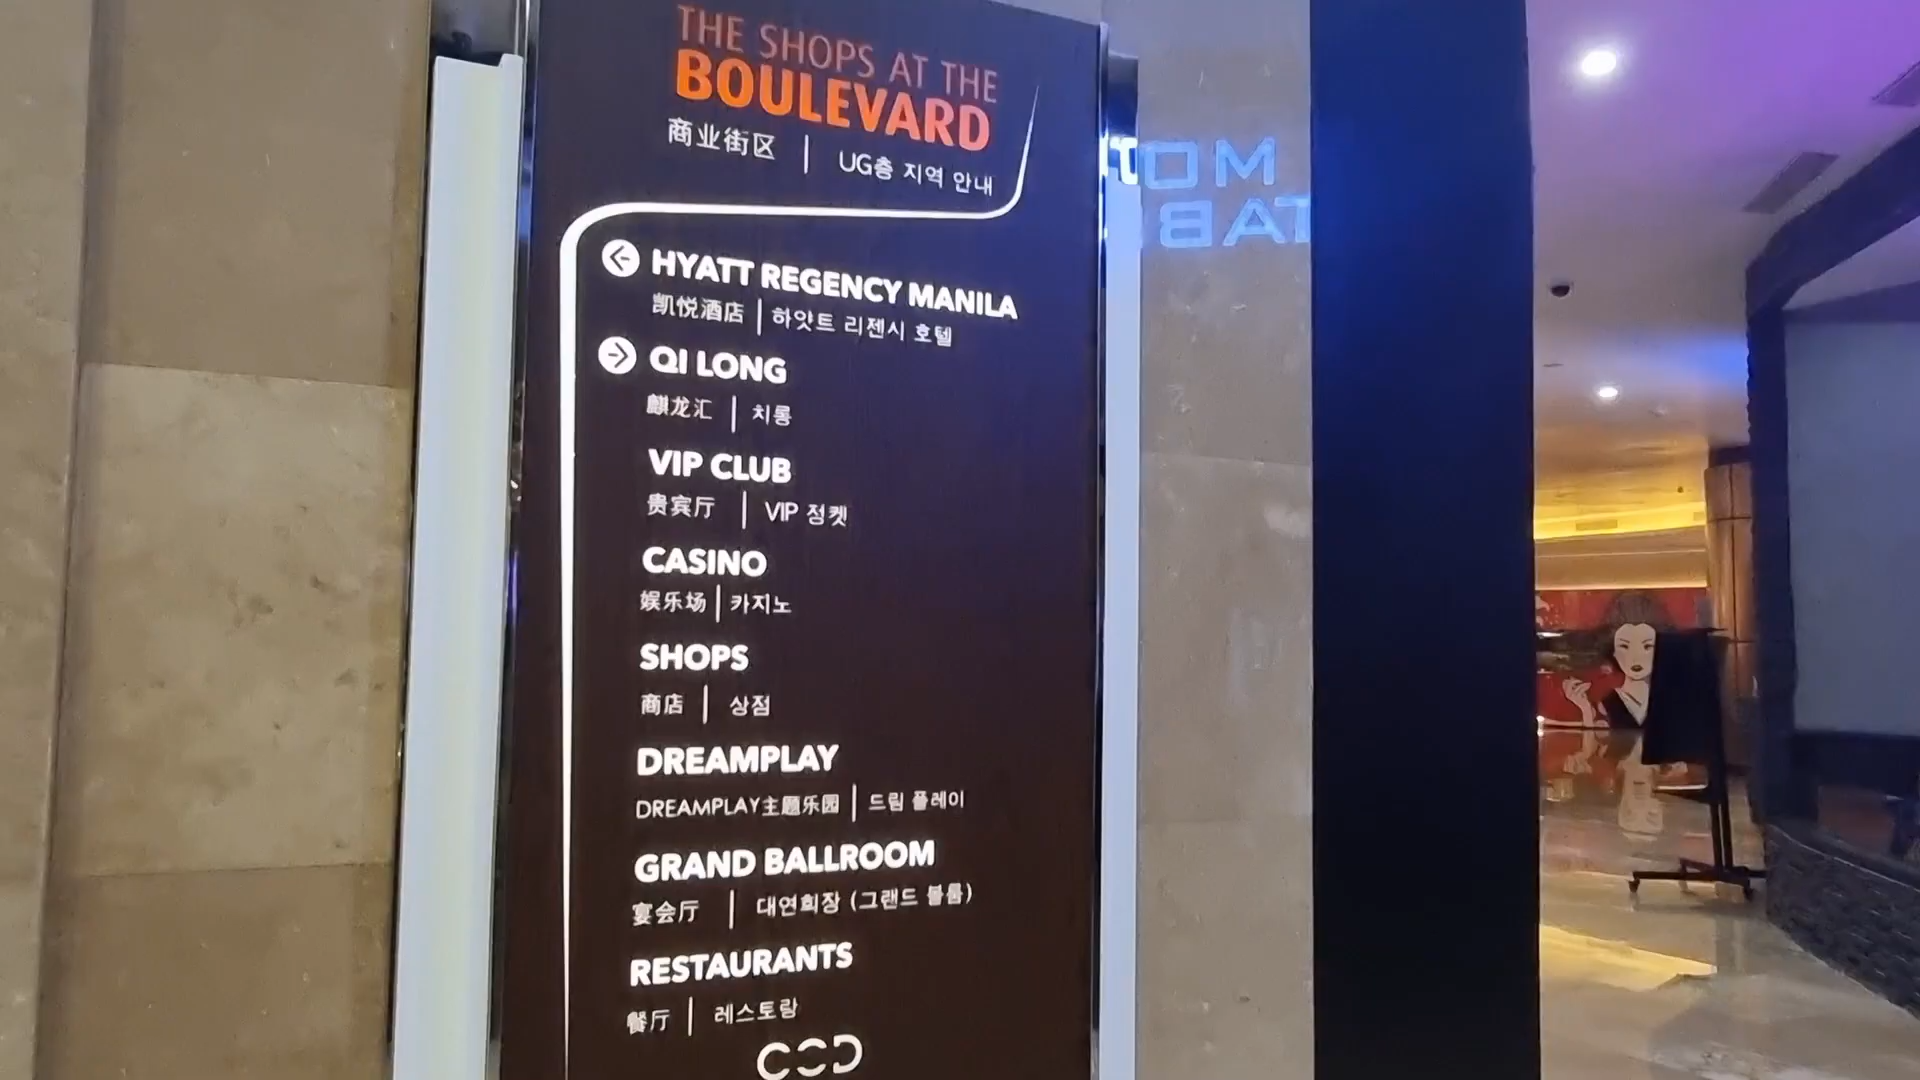 THE SHOPS AT THE
BOULEVARD
商业街区 | UG층 지역 안내
HYATT REGENCY MANILA
凯悦酒店 | 하얏트 리젠시 호텔
QI LONG
麒龙汇 | 치롱
VIP CLUB
贵宾厅 | VIP 정켓
CASINO
娱乐场 | 카지노
SHOPS
商店 | 상점
DREAMPLAY
DREAMPLAY主题乐园 | 드림 플레이
GRAND BALLROOM
宴会厅 | 대연회장 (그랜드 볼룸)
RESTAURANTS
餐厅 | 레스토랑
COD